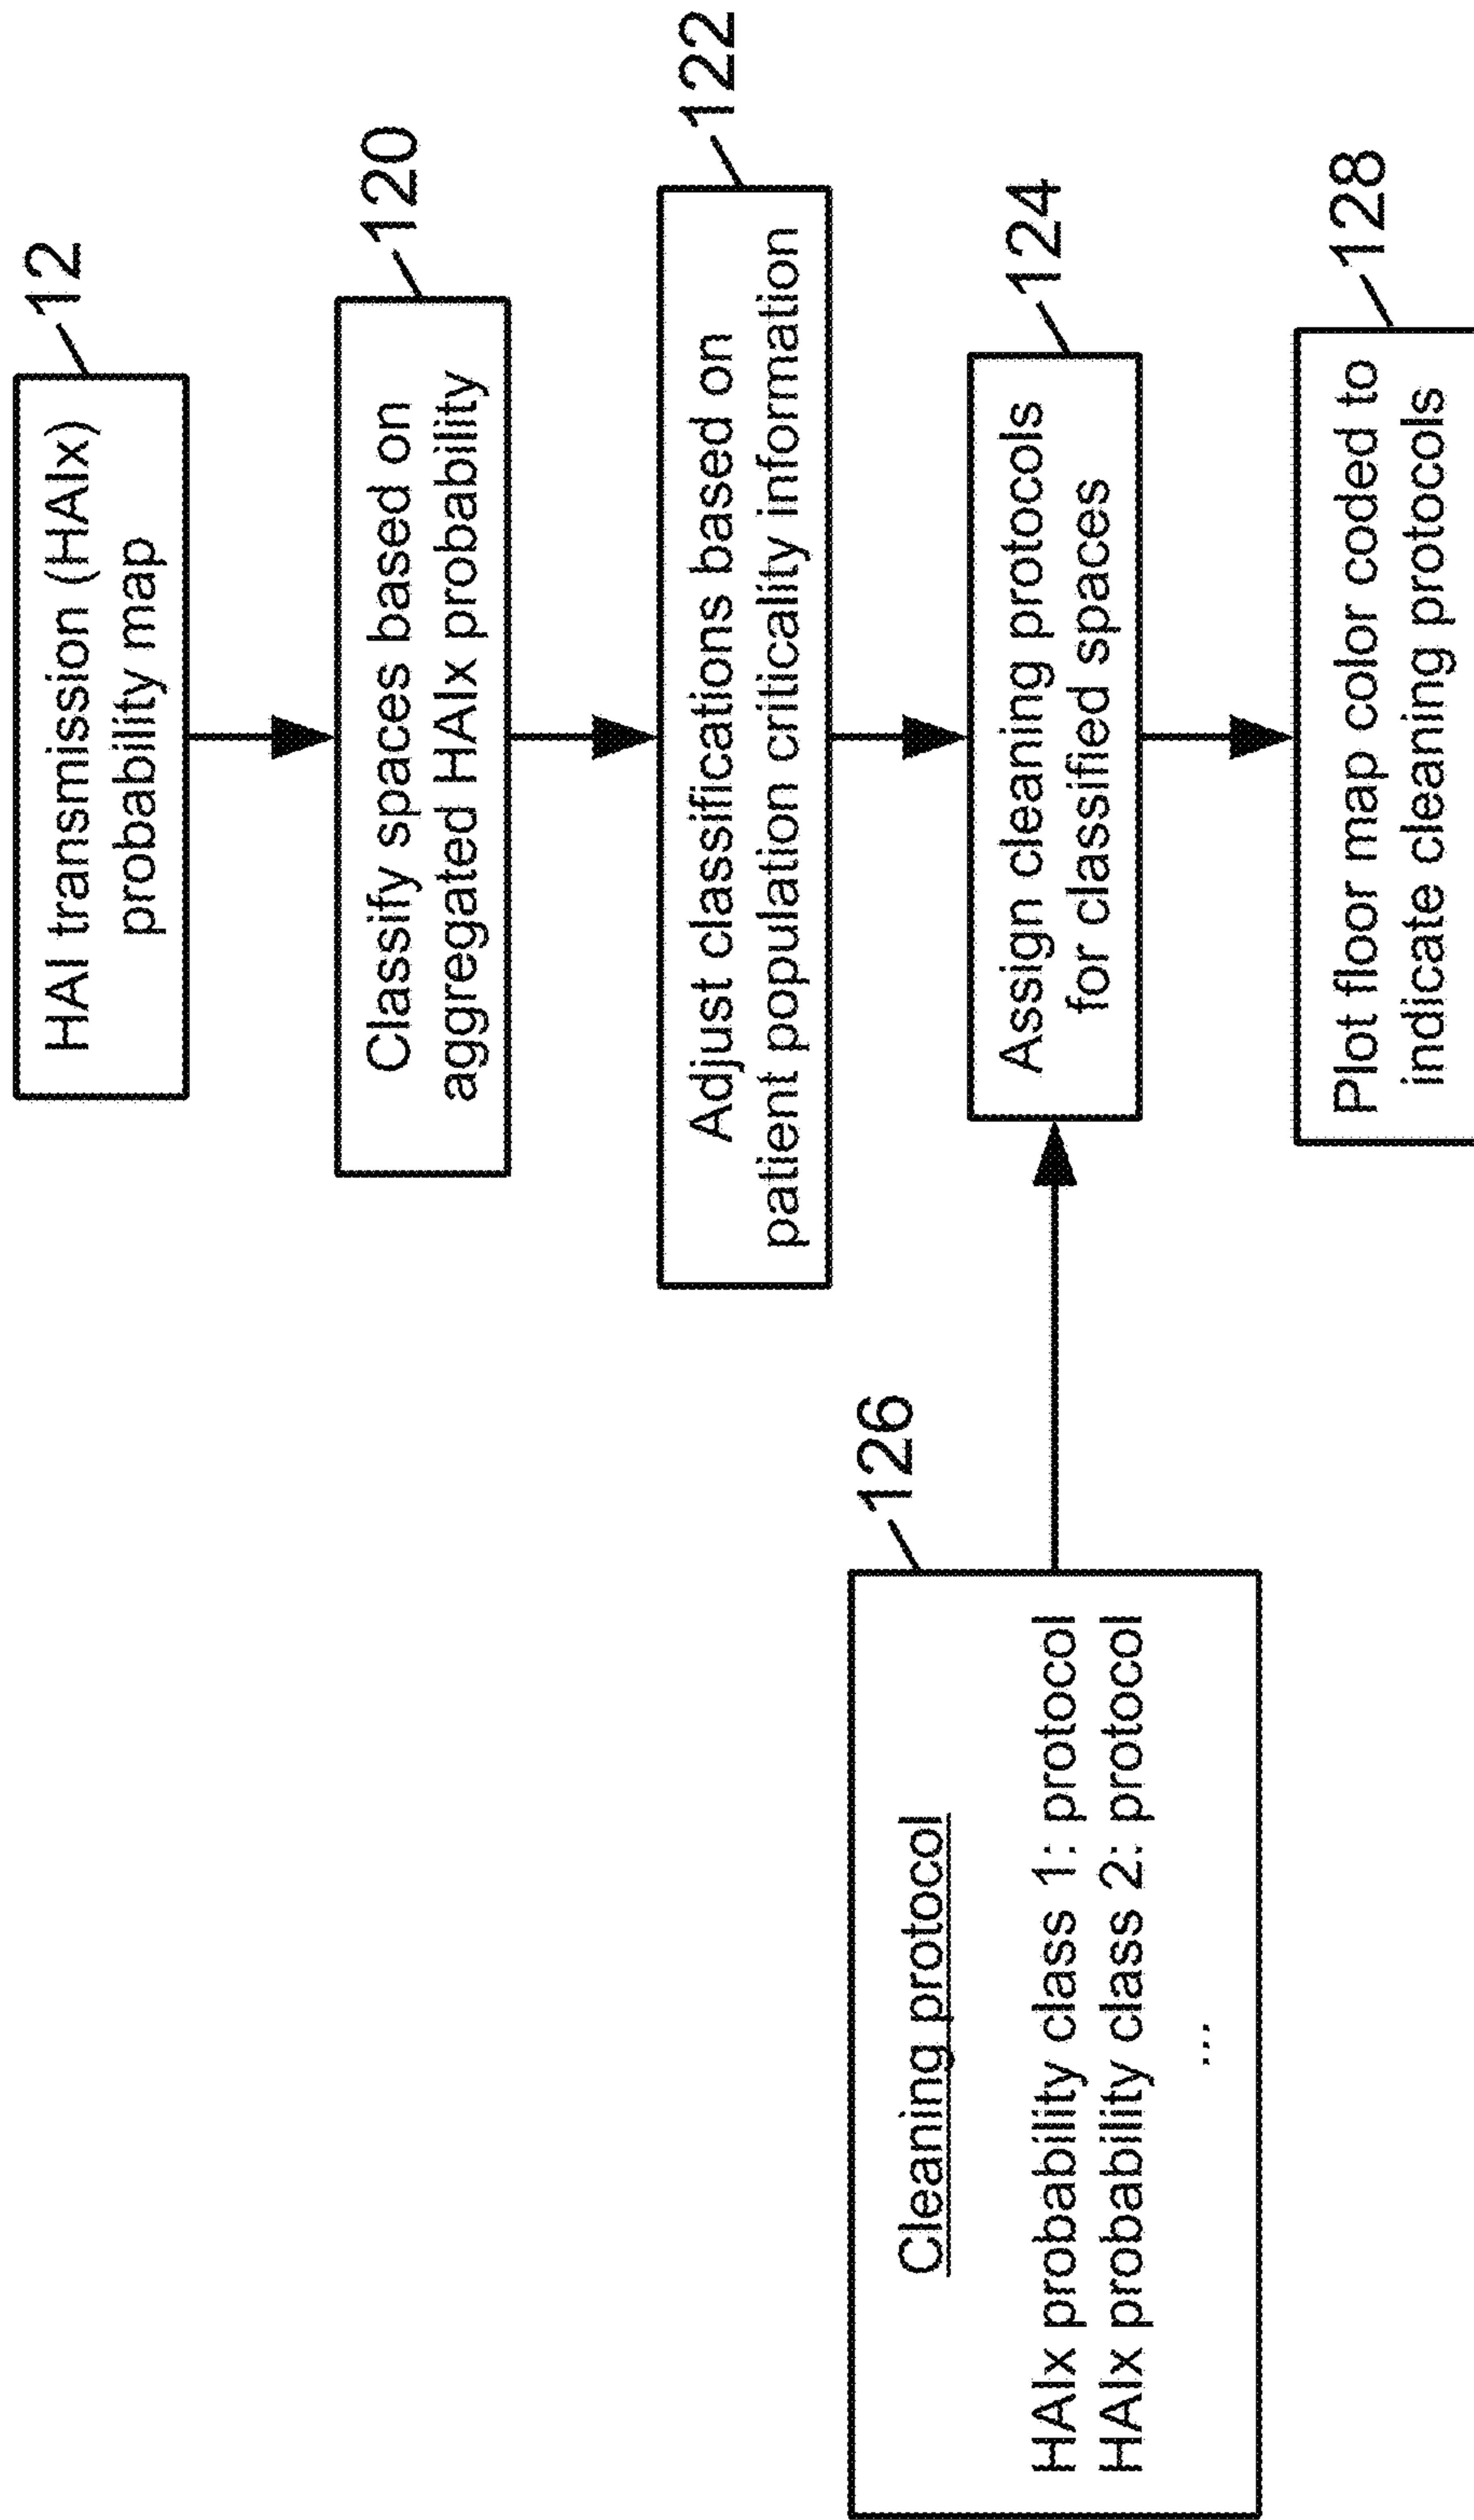 HAI transmission (HAIx)
probability map
12
Classify spaces based on
aggregated HAIx probability
120
Adjust classifications based on
patient population criticality information
122
Assign cleaning protocols
for classified spaces
124
Cleaning protocol
HAIx probability class 1: protocol
HAIx probability class 2: protocol
...
126
Plot floor map color coded to
indicate cleaning protocols
128